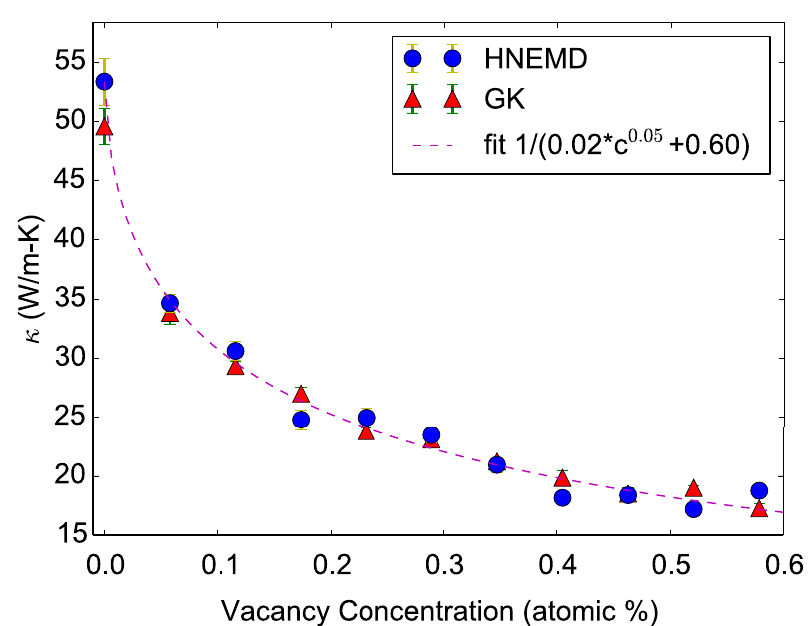 HNEMD
GK
fit 1/(0.02*c^0.05 +0.60)
55
50
45
40
35
30
25
20
15
κ (W/m-K)
0.0 0.1 0.2 0.3 0.4 0.5 0.6
Vacancy Concentration (atomic %)